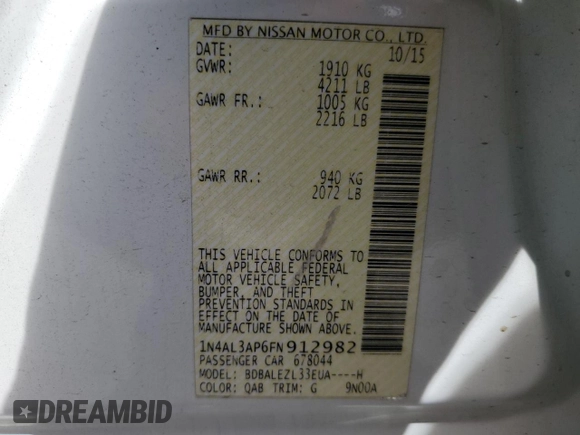 MFD BY NISSAN MOTOR CO., LTD.
DATE: 10/15
GVWR: 1910 KG
4211 LB
GAWR FR.: 1005 KG
2216 LB
GAWR RR.: 940 KG
2072 LB
THIS VEHICLE CONFORMS TO
ALL APPLICABLE FEDERAL
MOTOR VEHICLE SAFETY,
BUMPER, AND THEFT
PREVENTION STANDARDS IN
EFFECT ON THE DATE OF
MANUFACTURE SHOWN ABOVE.
1N4AL3AP6FN912982
PASSENGER CAR 678044
MODEL: BDBALEZL33EUA----H
COLOR: QAB TRIM: G 9N00A
DREAMBID